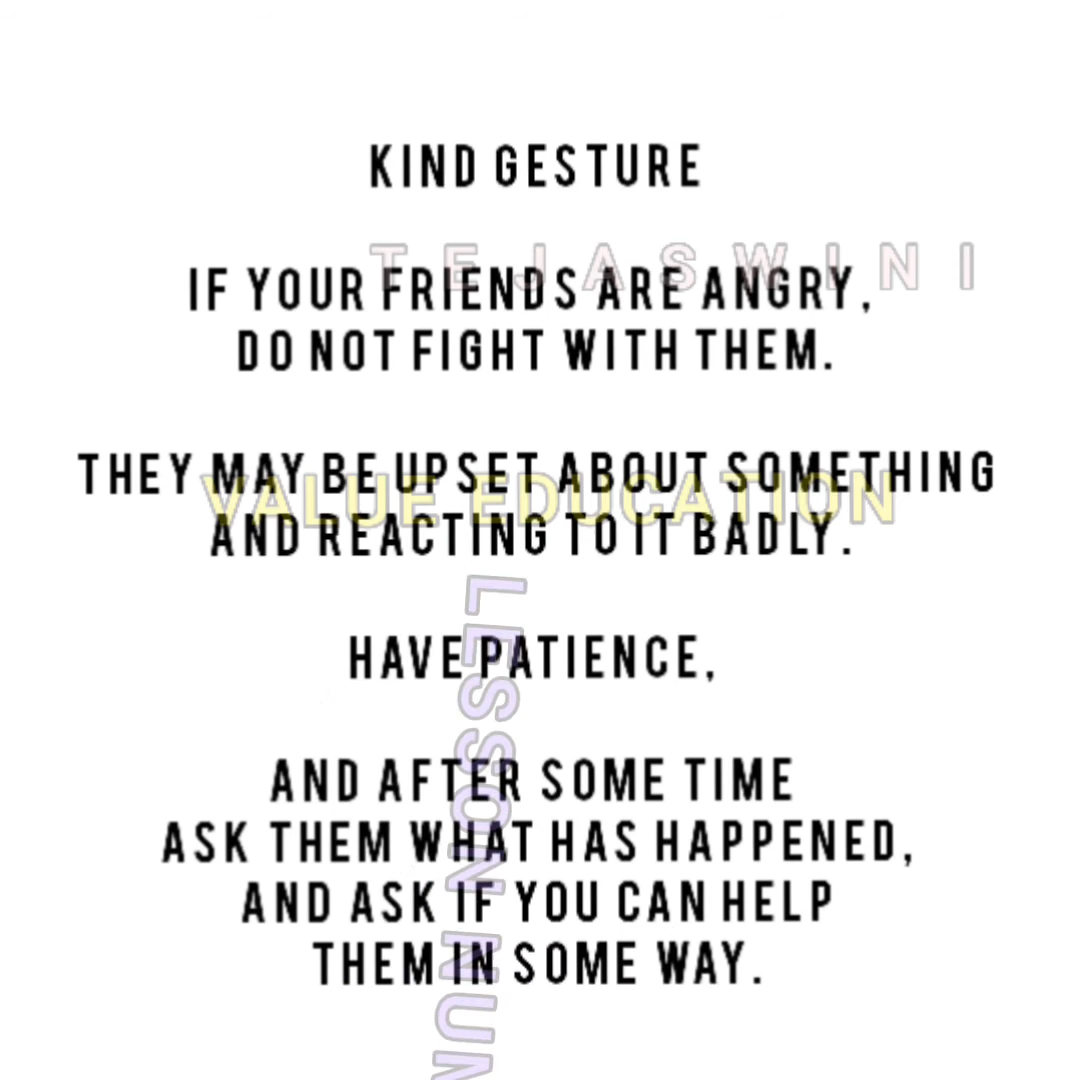 KIND GESTURE
TEJASWINI
IF YOUR FRIENDS ARE ANGRY,
DO NOT FIGHT WITH THEM.
THEY MAY BE UPSET ABOUT SOMETHING
VALUE EDUCATION
AND REACTING TO IT BADLY.
LESSON NUM
HAVE PATIENCE,
AND AFTER SOME TIME
ASK THEM WHAT HAS HAPPENED,
AND ASK IF YOU CAN HELP
THEM IN SOME WAY.